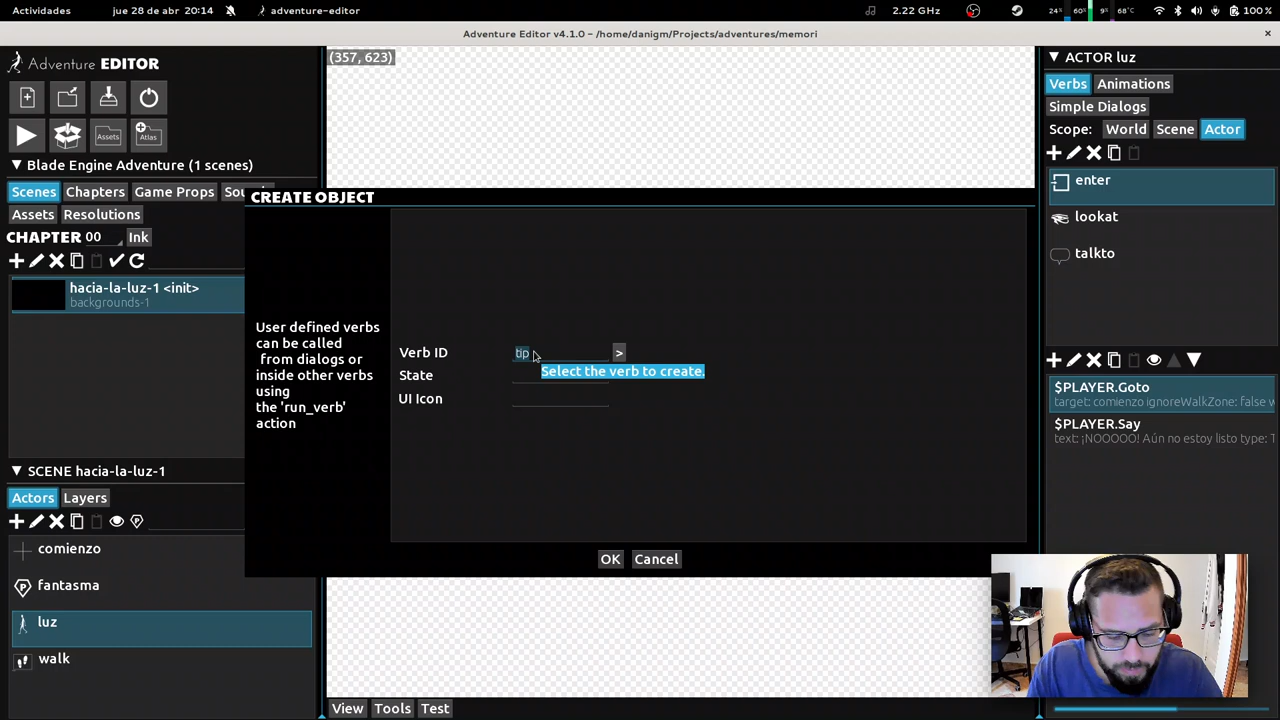 Actividades
jue 28 de abr 20:14
adventure-editor
2.22 GHz
24%
60%
9%
68°C
100 %
Adventure Editor v4.1.0 - /home/danigm/Projects/adventures/memori
×
Adventure EDITOR
Assets
Atlas
▼ Blade Engine Adventure (1 scenes)
Scenes Chapters Game Props Sou
Assets Resolutions
CHAPTER 00 Ink
hacia-la-luz-1 <init>
backgrounds-1
▼ SCENE hacia-la-luz-1
Actors Layers
comienzo
fantasma
luz
walk
(357, 623)
CREATE OBJECT
User defined verbs
can be called
from dialogs or
inside other verbs
using
the 'run_verb'
action
Verb ID tip >
Select the verb to create.
State
UI Icon
OK Cancel
View Tools Test
▼ ACTOR luz
Verbs Animations
Simple Dialogs
Scope: World Scene Actor
enter
lookat
talkto
$PLAYER.Goto
target: comienzo ignoreWalkZone: false w
$PLAYER.Say
text: ¡NOOOOO! Aún no estoy listo type: T